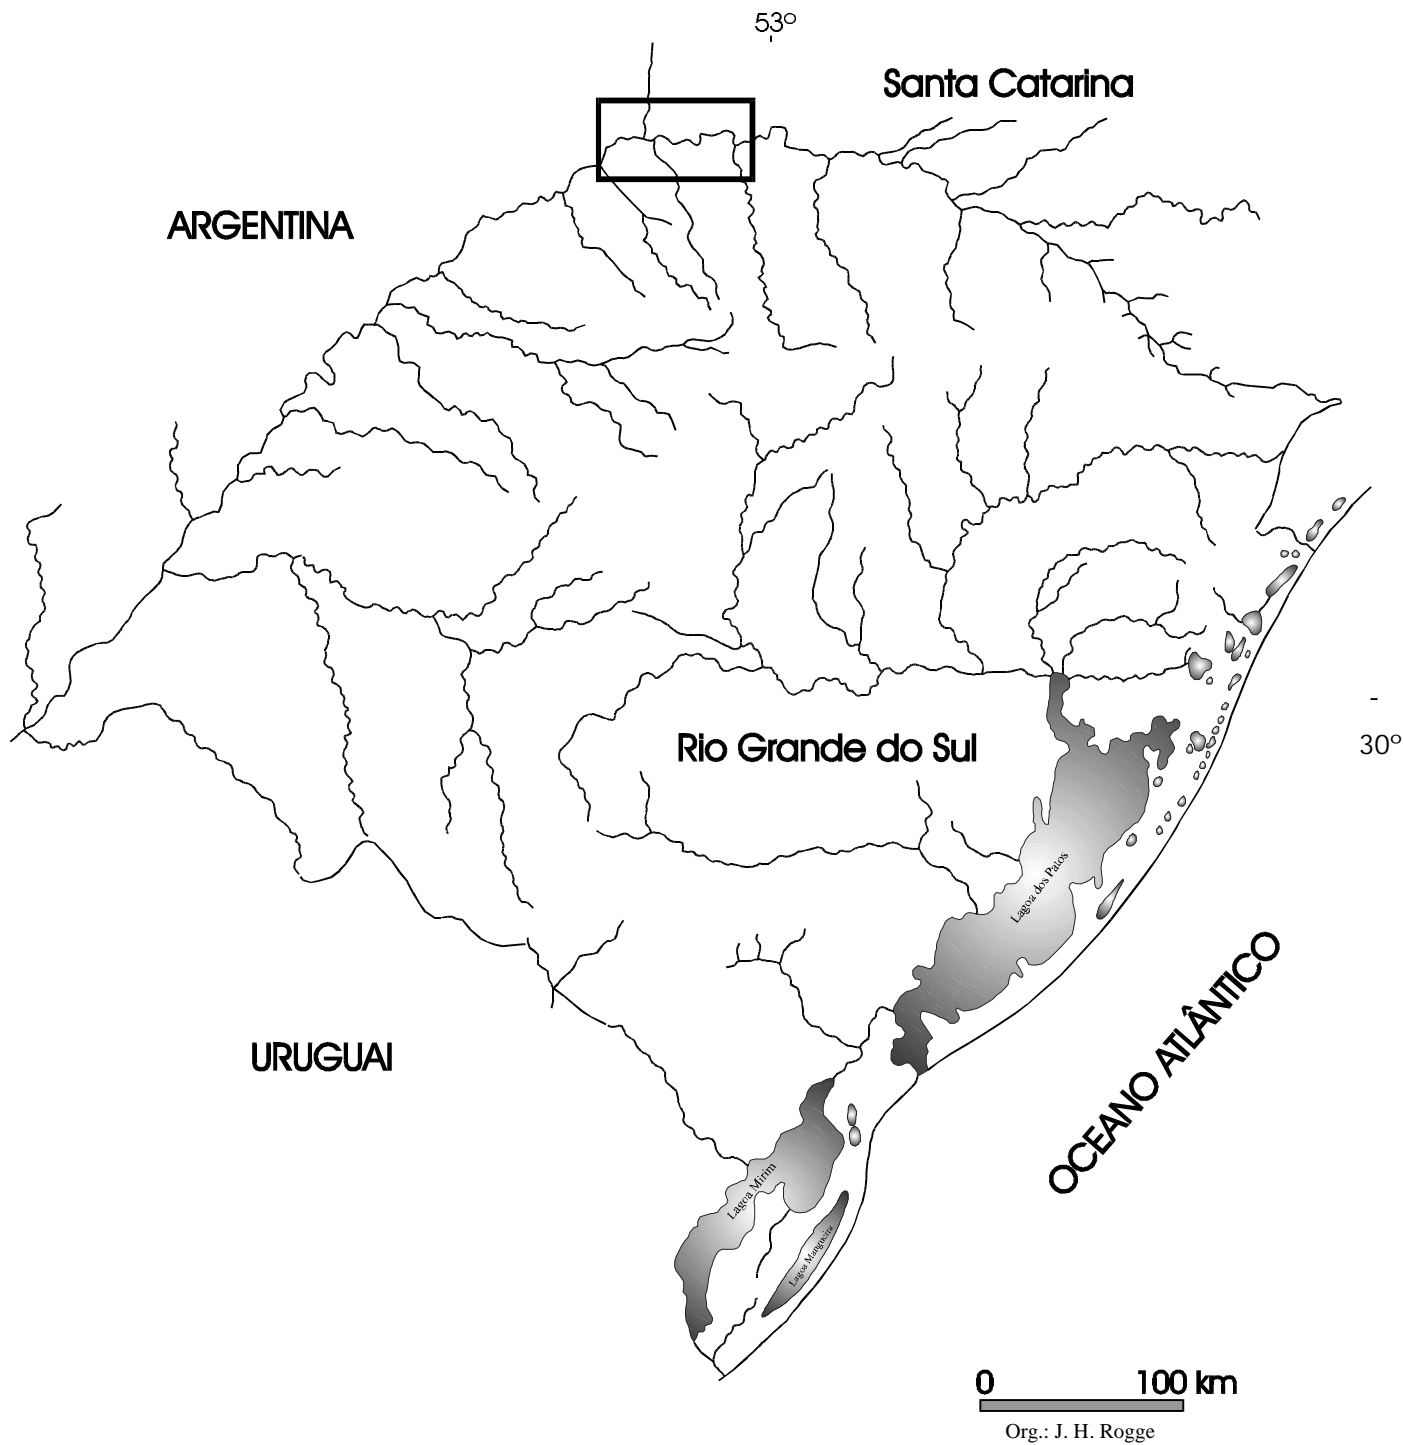 53º
Santa Catarina
ARGENTINA
Rio Grande do Sul
30º
Lagoa dos Patos
OCEANO ATLÂNTICO
URUGUAI
Lagoa Mirim
Lagoa Mangueira
0 100 km
Org.: J. H. Rogge